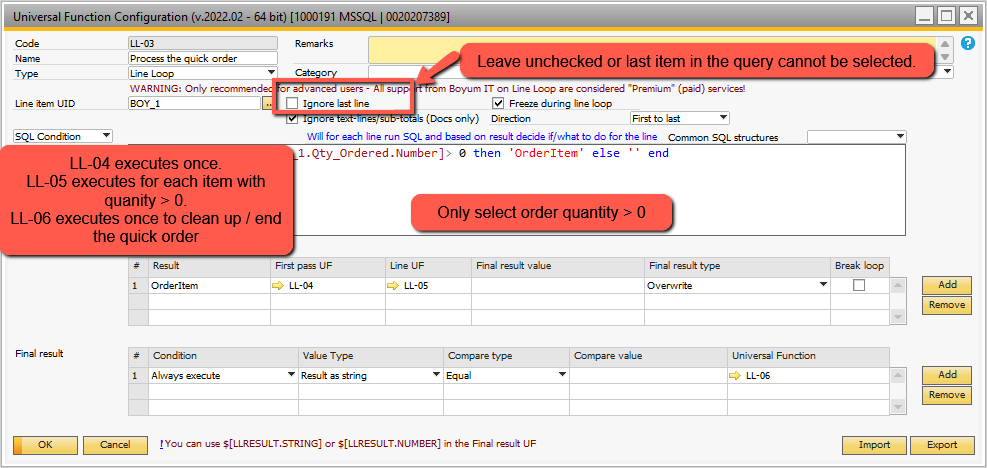 Universal Function Configuration (v.2022.02 - 64 bit) [1000191 MSSQL | 0020207389]
Code LL-03 Remarks
Name Process the quick order
Type Line Loop Category
Leave unchecked or last item in the query cannot be selected.
WARNING: Only recommended for advanced users - All support from Boyum IT on Line Loop are considered "Premium" (paid) services!
Line item UID BOY_1 .. Ignore last line Freeze during line loop
Ignore text-lines/sub-totals (Docs only) Direction First to last
SQL Condition Will for each line run SQL and based on result decide if/what to do for the line Common SQL structures
_1.Qty_Ordered.Number]> 0 then 'OrderItem' else '' end
LL-04 executes once.
LL-05 executes for each item with
quanity > 0.
LL-06 executes once to clean up / end
the quick order
Only select order quantity > 0
# Result First pass UF Line UF Final result value Final result type Break loop
1 OrderItem LL-04 LL-05 Overwrite
Add
Remove
Final result
# Condition Value Type Compare type Compare value Universal Function
1 Always execute Result as string Equal LL-06
Add
Remove
OK Cancel !You can use $[LLRESULT.STRING] or $[LLRESULT.NUMBER] in the Final result UF Import Export